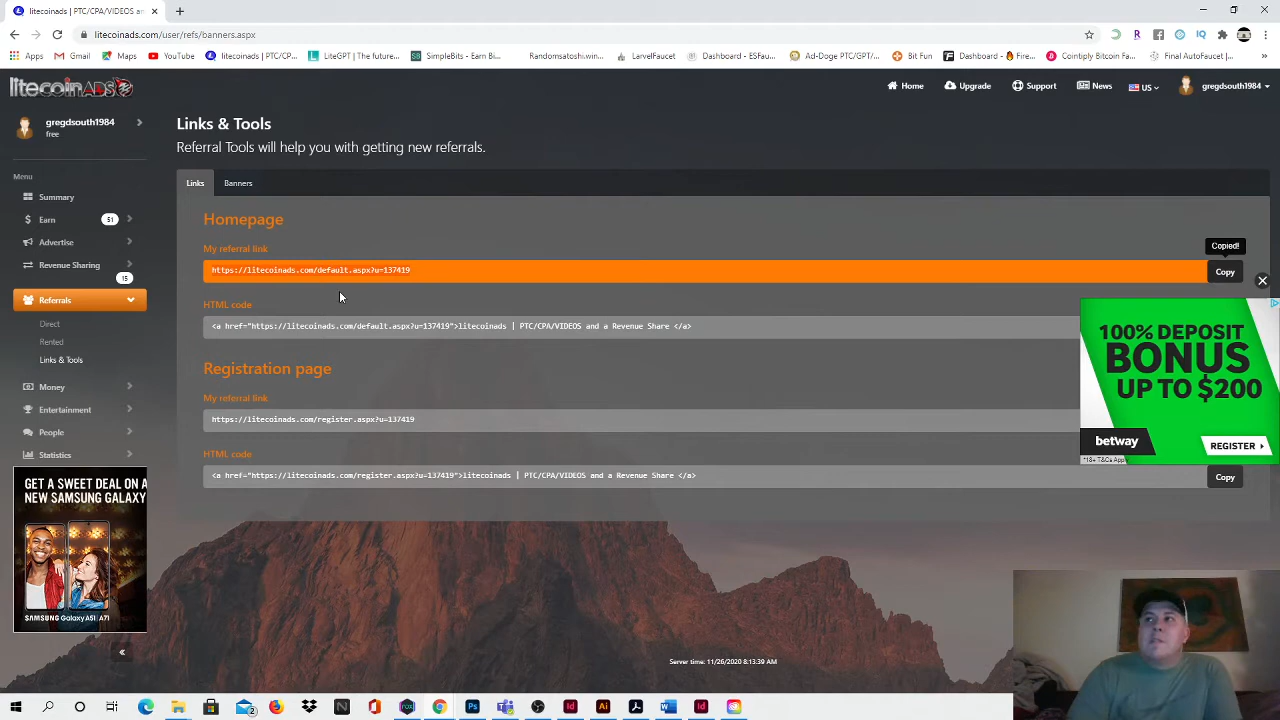 litecoinads | PTC/CPA/VIDEOS an
litecoinads.com/user/refs/banners.aspx
Apps
Gmail
YouTube
litecoinads | PTC/CP...
LiteGPT | LTC Maxi...
SimpleBits - Earn Bi...
Randomsatoshi.win...
LarvelFaucet
Dashboard — ESFau...
Ad-Doge PTC/GPT/...
Bit Fun
Dashboard | Fire...
Cointiply Bitcoin Fa...
Final AutoFaucet |...
litecoinADS
Home
Upgrade
Support
News
US
gregdsouth1984
gregdsouth1984
free
Menu
Summary
Earn
51
Advertise
Revenue Sharing
15
Referrals
Direct
Rented
Links & Tools
Money
Entertainment
People
Statistics
Links & Tools
Referral Tools will help you with getting new referrals.
Links
Banners
Homepage
My referral link
Copied!
https://litecoinads.com/default.aspx?u=137419
Copy
HTML code
<a href="https://litecoinads.com/default.aspx?u=137419">litecoinads | PTC/CPA/VIDEOS and a Revenue Share </a>
Registration page
My referral link
https://litecoinads.com/register.aspx?u=137419
HTML code
<a href="https://litecoinads.com/register.aspx?u=137419">litecoinads | PTC/CPA/VIDEOS and a Revenue Share </a>
Copy
100% DEPOSIT
BONUS
UP TO $200
betway
REGISTER
*18+ T&Cs Apply
GET A SWEET DEAL ON A
NEW SAMSUNG GALAXY
SAMSUNG Galaxy A51 | A71
Server time: 11/26/2020 8:13:39 AM